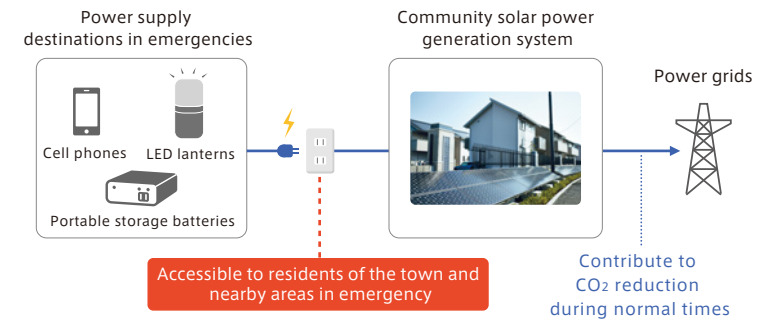 Power supply
destinations in emergencies
Community solar power
generation system
Power grids
Cell phones
LED lanterns
Portable storage batteries
Accessible to residents of the town and
nearby areas in emergency
Contribute to
CO2 reduction
during normal times